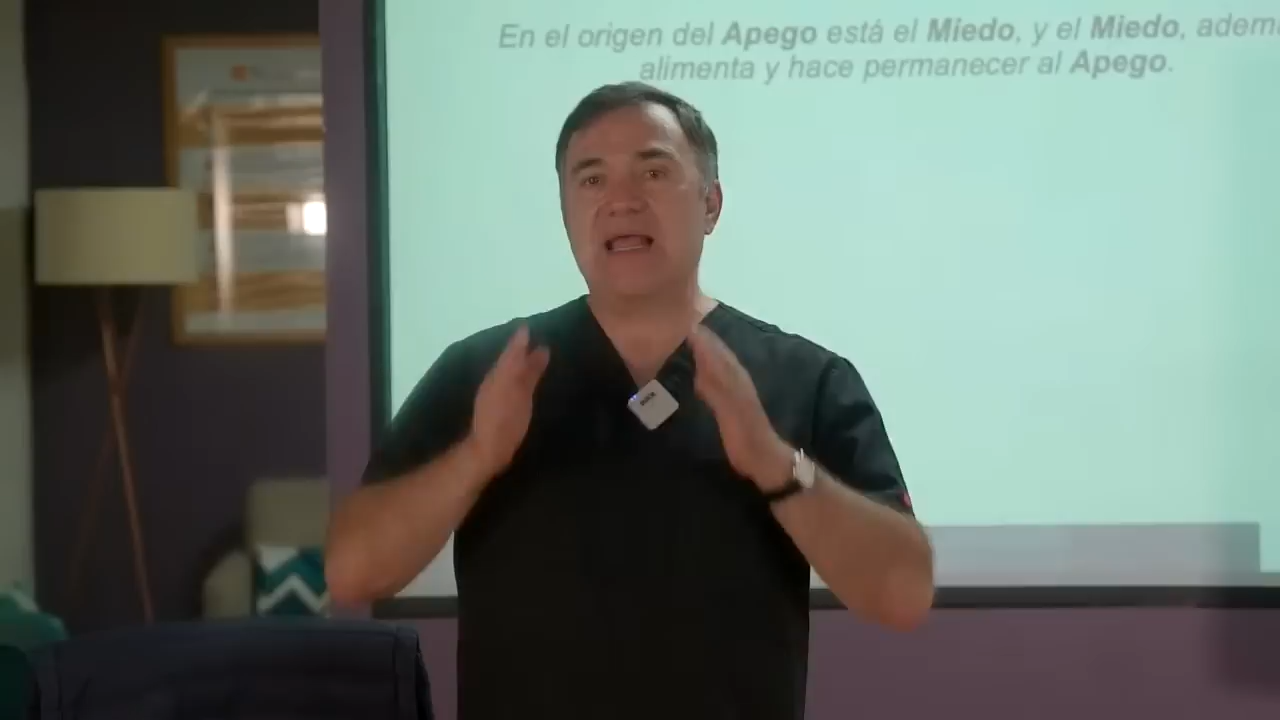 En el origen del Apego está el Miedo, y el Miedo, adem
alimenta y hace permanecer al Apego.